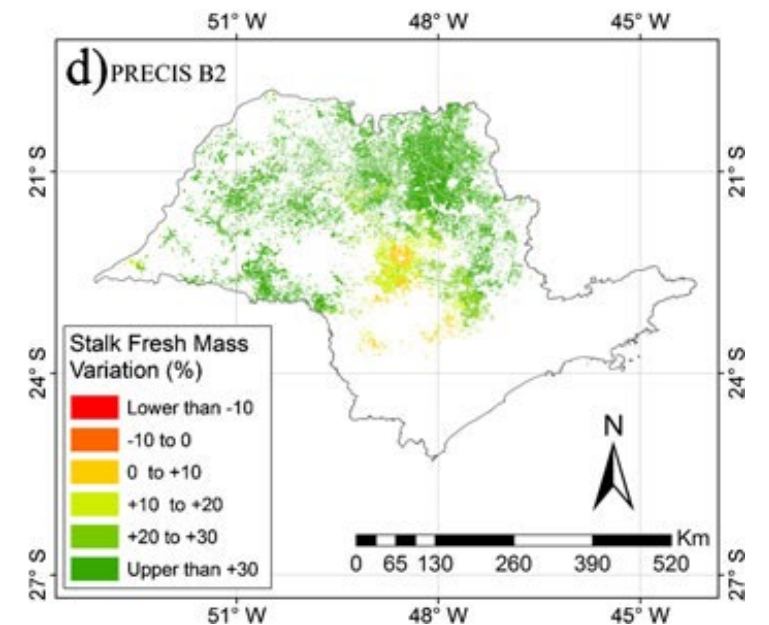 51° W 48° W 45° W
d) PRECIS B2
21° S 21° S
24° S 24° S
Stalk Fresh Mass
Variation (%)
Lower than -10
-10 to 0
0 to +10
+10 to +20
+20 to +30
Upper than +30
N
Km
0 65 130 260 390 520
27° S 27° S
51° W 48° W 45° W